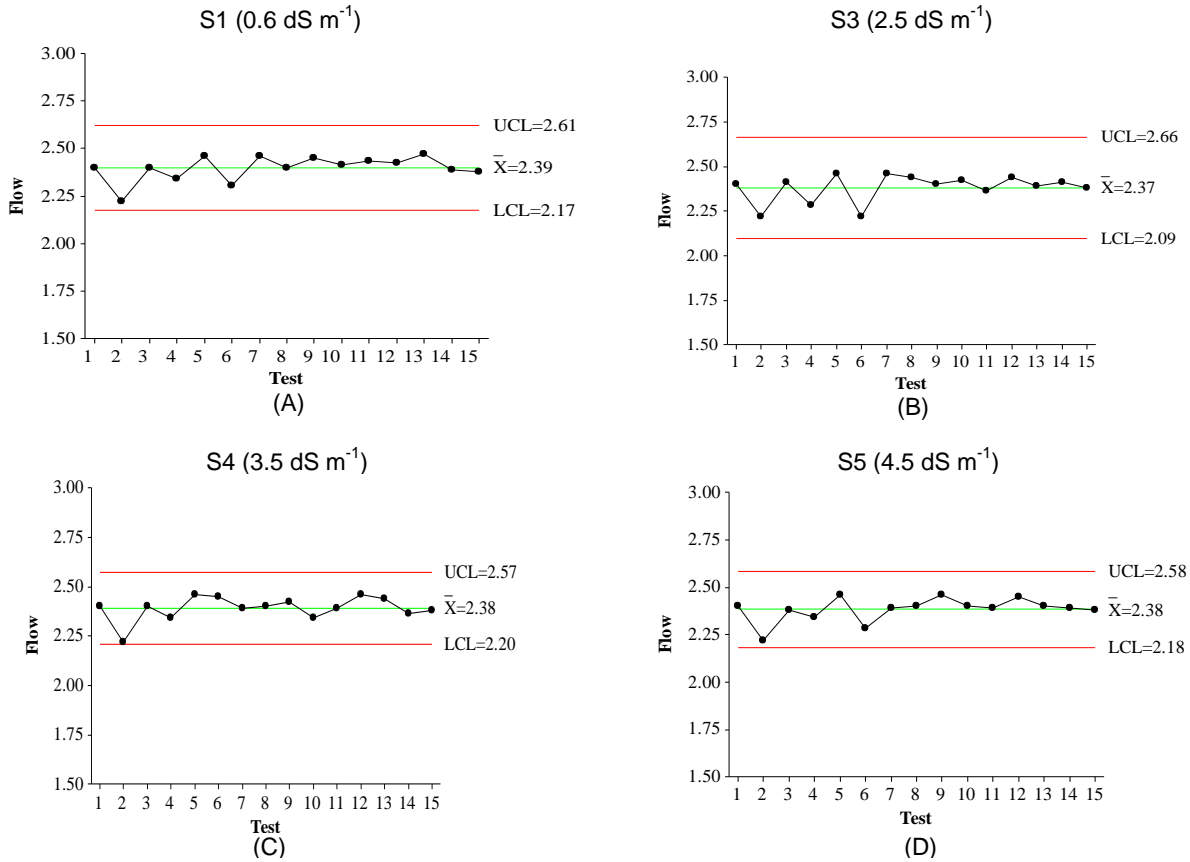 S1 (0.6 dS m⁻¹)
3.00
2.75
2.50
2.25
2.00
1.75
1.50
Flow
UCL=2.61
X̄=2.39
LCL=2.17
1 2 3 4 5 6 7 8 9 10 11 12 13 14 15
Test
(A)
S3 (2.5 dS m⁻¹)
3.00
2.75
2.50
2.25
2.00
1.75
1.50
Flow
UCL=2.66
X̄=2.37
LCL=2.09
1 2 3 4 5 6 7 8 9 10 11 12 13 14 15
Test
(B)
S4 (3.5 dS m⁻¹)
3.00
2.75
2.50
2.25
2.00
1.75
1.50
Flow
UCL=2.57
X̄=2.38
LCL=2.20
1 2 3 4 5 6 7 8 9 10 11 12 13 14 15
Test
(C)
S5 (4.5 dS m⁻¹)
3.00
2.75
2.50
2.25
2.00
1.75
1.50
Flow
UCL=2.58
X̄=2.38
LCL=2.18
1 2 3 4 5 6 7 8 9 10 11 12 13 14 15
Test
(D)